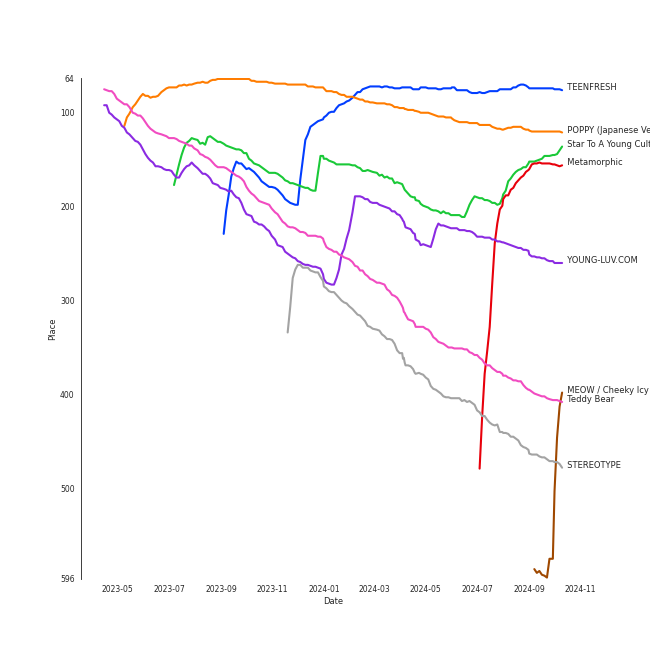 64
100
200
300
400
500
596
Place
2023-05
2023-07
2023-09
2023-11
2024-01
2024-03
2024-05
2024-07
2024-09
2024-11
Date
TEENFRESH
POPPY (Japanese Ve
Star To A Young Cult
Metamorphic
YOUNG-LUV.COM
MEOW / Cheeky Icy
Teddy Bear
STEREOTYPE